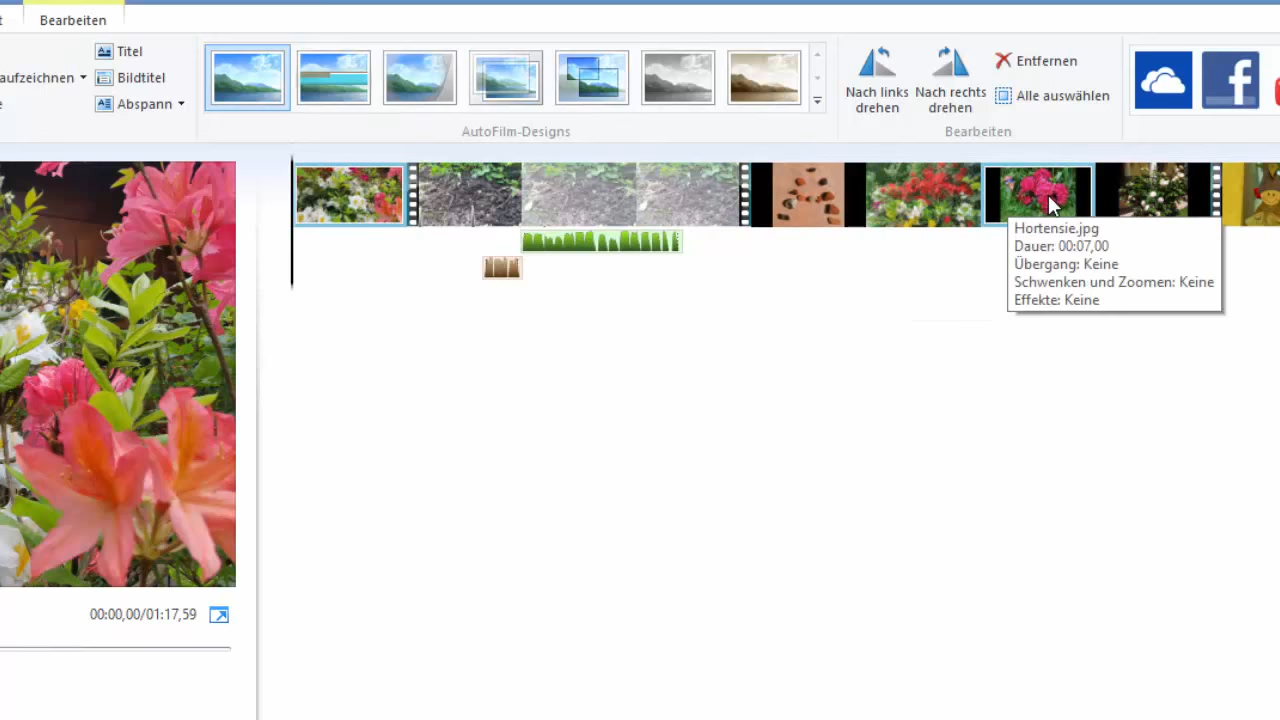 t
Bearbeiten
Titel
aufzeichnen
Bildtitel
e
Abspann
Nach links
drehen
Nach rechts
drehen
Entfernen
Alle auswählen
AutoFilm-Designs
Bearbeiten
Hortensie.jpg
Dauer: 00:07,00
Übergang: Keine
Schwenken und Zoomen: Keine
Effekte: Keine
00:00,00/01:17,59